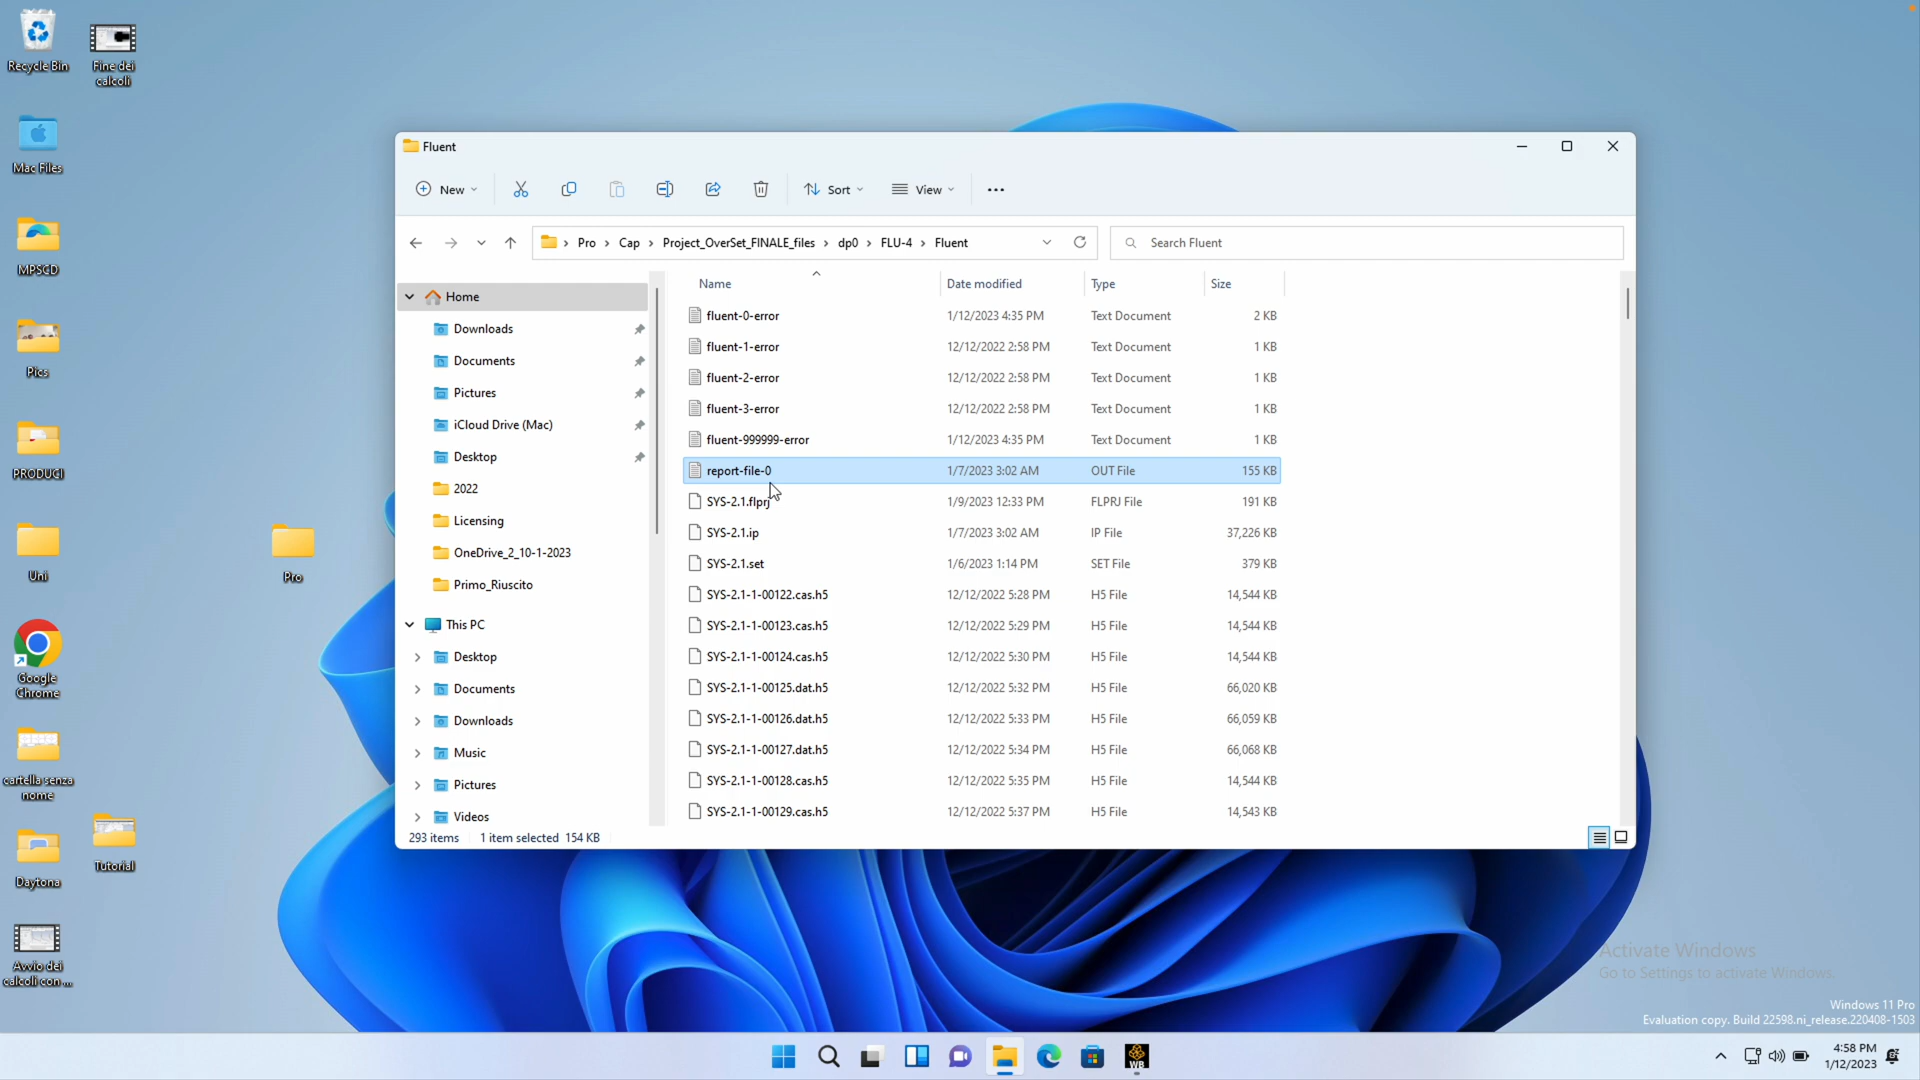 Recycle Bin
Fine dei
calcoli
Mac Files
MPSCD
Pics
PRODUCI
Uni
Google
Chrome
cartella senza
nome
Daytona
Tutorial
Avvio dei
calcoli con ...
Pro
Fluent
New
Sort
View
Pro > Cap > Project_OverSet_FINALE_files > dp0 > FLU-4 > Fluent
Search Fluent
Home
Downloads
Documents
Pictures
iCloud Drive (Mac)
Desktop
2022
Licensing
OneDrive_2_10-1-2023
Primo_Riuscito
This PC
Desktop
Documents
Downloads
Music
Pictures
Videos
Name Date modified Type Size
fluent-0-error 1/12/2023 4:35 PM Text Document 2 KB
fluent-1-error 12/12/2022 2:58 PM Text Document 1 KB
fluent-2-error 12/12/2022 2:58 PM Text Document 1 KB
fluent-3-error 12/12/2022 2:58 PM Text Document 1 KB
fluent-999999-error 1/12/2023 4:35 PM Text Document 1 KB
report-file-0 1/7/2023 3:02 AM OUT File 155 KB
SYS-2.1.flprj 1/9/2023 12:33 PM FLPRJ File 191 KB
SYS-2.1.ip 1/7/2023 3:02 AM IP File 37,226 KB
SYS-2.1.set 1/6/2023 1:14 PM SET File 379 KB
SYS-2.1-1-00122.cas.h5 12/12/2022 5:28 PM H5 File 14,544 KB
SYS-2.1-1-00123.cas.h5 12/12/2022 5:29 PM H5 File 14,544 KB
SYS-2.1-1-00124.cas.h5 12/12/2022 5:30 PM H5 File 14,544 KB
SYS-2.1-1-00125.dat.h5 12/12/2022 5:32 PM H5 File 66,020 KB
SYS-2.1-1-00126.dat.h5 12/12/2022 5:33 PM H5 File 66,059 KB
SYS-2.1-1-00127.dat.h5 12/12/2022 5:34 PM H5 File 66,068 KB
SYS-2.1-1-00128.cas.h5 12/12/2022 5:35 PM H5 File 14,544 KB
SYS-2.1-1-00129.cas.h5 12/12/2022 5:37 PM H5 File 14,543 KB
293 items 1 item selected 154 KB
Activate Windows
Go to Settings to activate Windows.
Windows 11 Pro
Evaluation copy. Build 22598.ni_release.220408-1503
WB
4:58 PM
1/12/2023